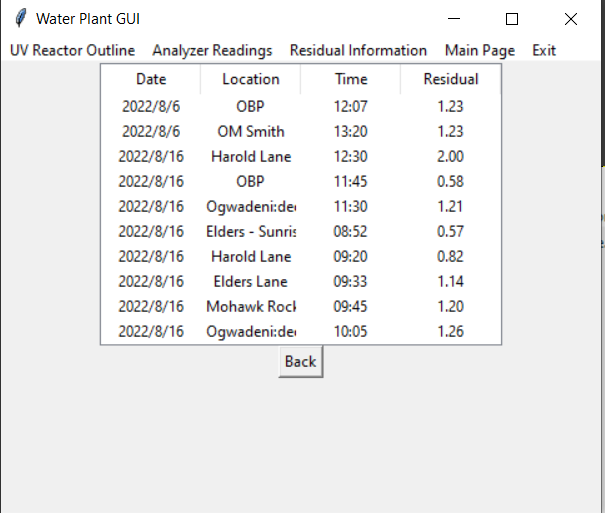 Water Plant GUI
UV Reactor Outline Analyzer Readings Residual Information Main Page Exit
Date Location Time Residual
2022/8/6 OBP 12:07 1.23
2022/8/6 OM Smith 13:20 1.23
2022/8/16 Harold Lane 12:30 2.00
2022/8/16 OBP 11:45 0.58
2022/8/16 Ogwadeni:dec 11:30 1.21
2022/8/16 Elders - Sunris 08:52 0.57
2022/8/16 Harold Lane 09:20 0.82
2022/8/16 Elders Lane 09:33 1.14
2022/8/16 Mohawk Rock 09:45 1.20
2022/8/16 Ogwadeni:dec 10:05 1.26
Back